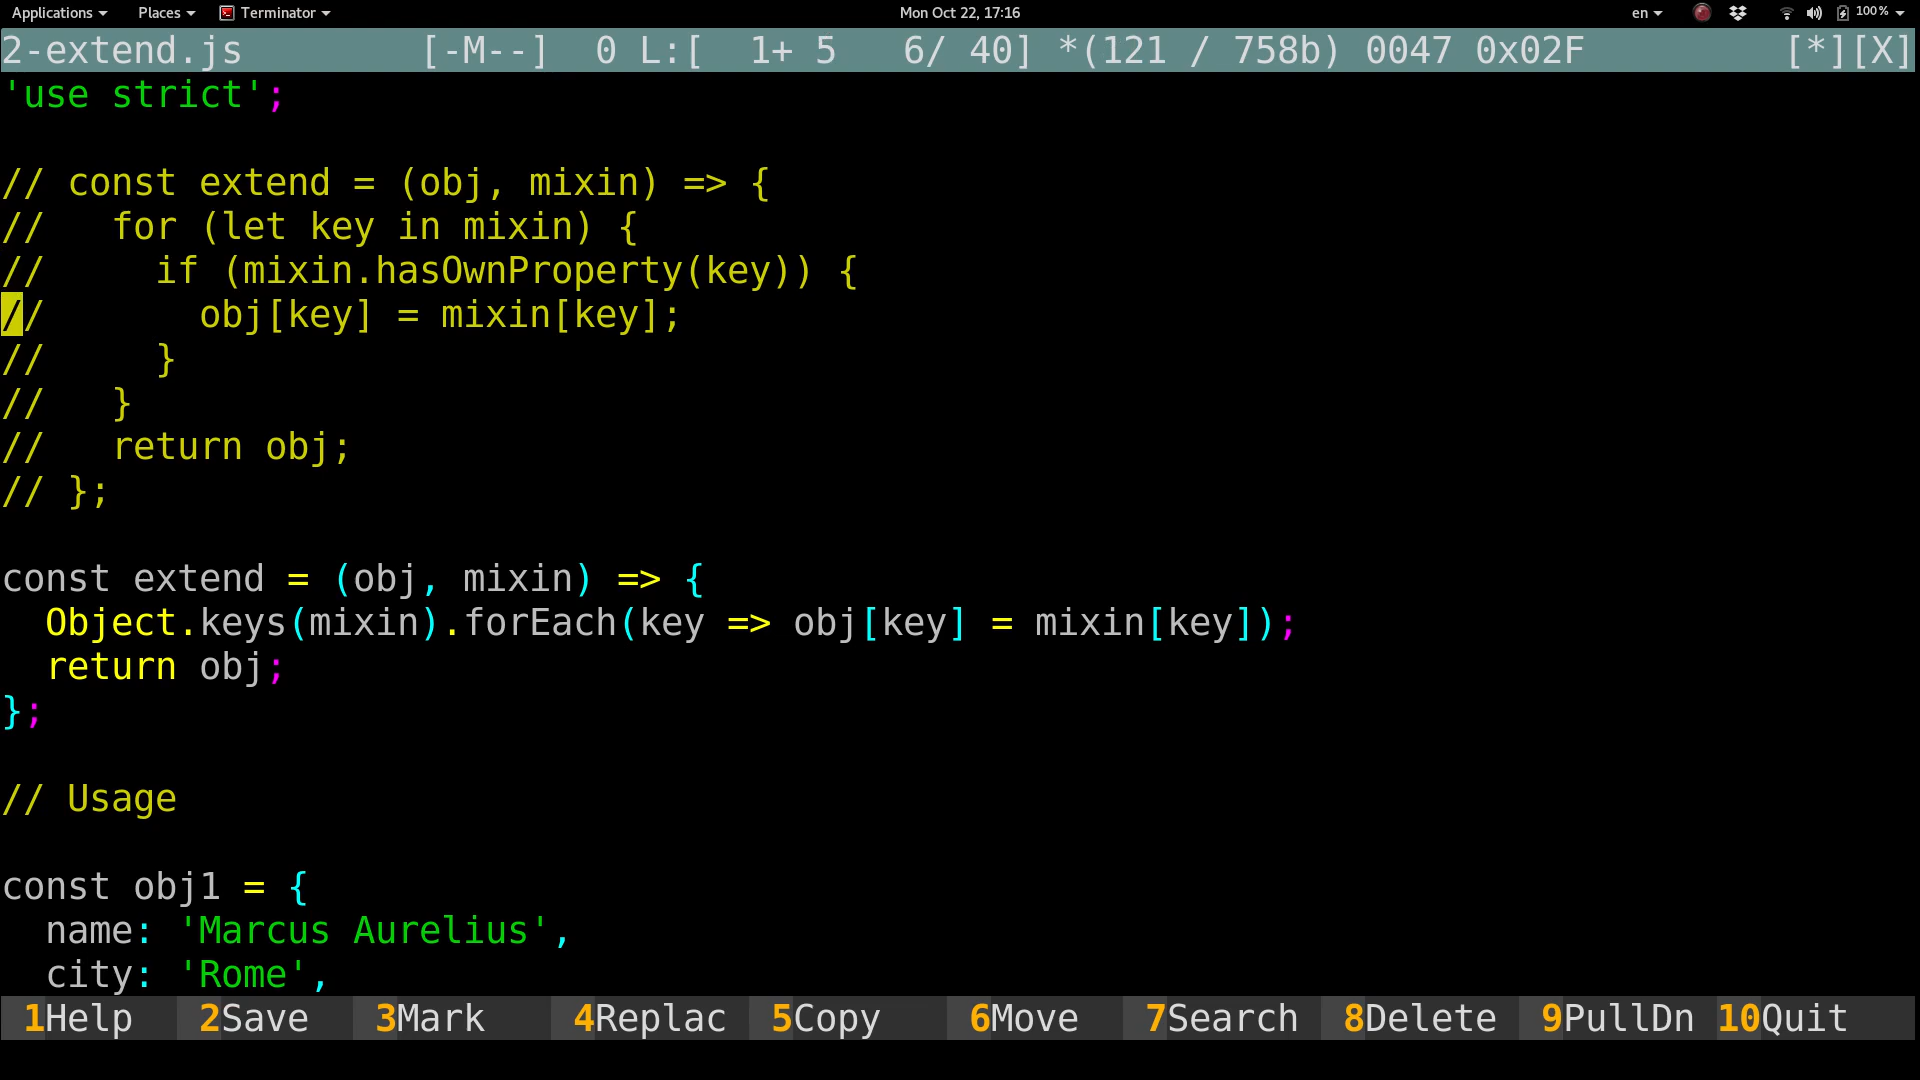 Applications Places Terminator Mon Oct 22, 17:16 en 100%
2-extend.js [-M--] 0 L:[ 1+ 5 6/ 40] *(121 / 758b) 0047 0x02F [*][X]
'use strict';
// const extend = (obj, mixin) => {
//   for (let key in mixin) {
//     if (mixin.hasOwnProperty(key)) {
//       obj[key] = mixin[key];
//     }
//   }
//   return obj;
// };
const extend = (obj, mixin) => {
  Object.keys(mixin).forEach(key => obj[key] = mixin[key]);
  return obj;
};
// Usage
const obj1 = {
  name: 'Marcus Aurelius',
  city: 'Rome',
1Help 2Save 3Mark 4Replac 5Copy 6Move 7Search 8Delete 9PullDn 10Quit